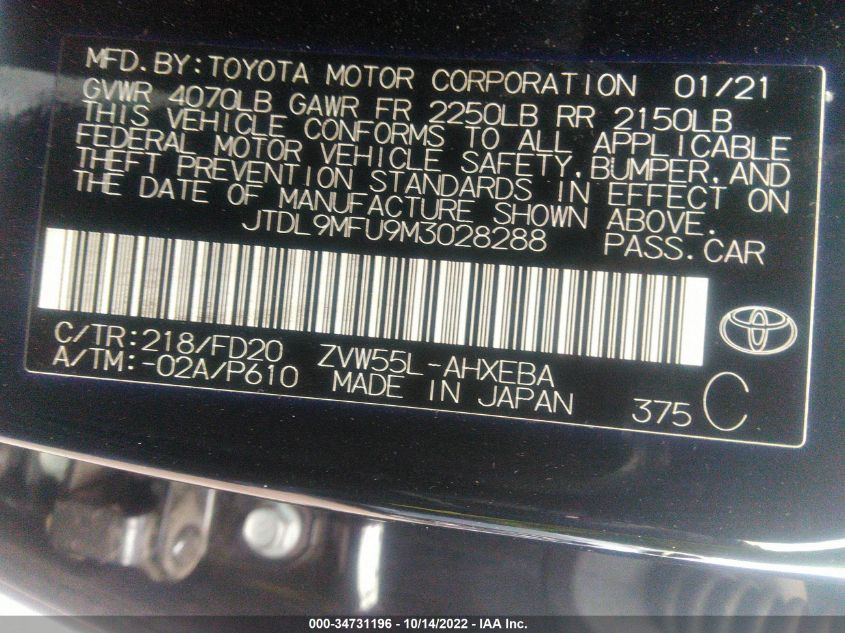 MFD.BY:TOYOTA MOTOR CORPORATION 01/21
GVWR 4070LB GAWR FR 2250LB RR 2150LB
THIS VEHICLE CONFORMS TO ALL APPLICABLE
FEDERAL MOTOR VEHICLE SAFETY,BUMPER,AND
THEFT PREVENTION STANDARDS IN EFFECT ON
THE DATE OF MANUFACTURE SHOWN ABOVE.
JTDL9MFU9M3028288 PASS.CAR
C/TR:218/FD20 ZVW55L-AHXEBA
A/TM:-02A/P610 MADE IN JAPAN 375 C
000-34731196 - 10/14/2022 - IAA Inc.